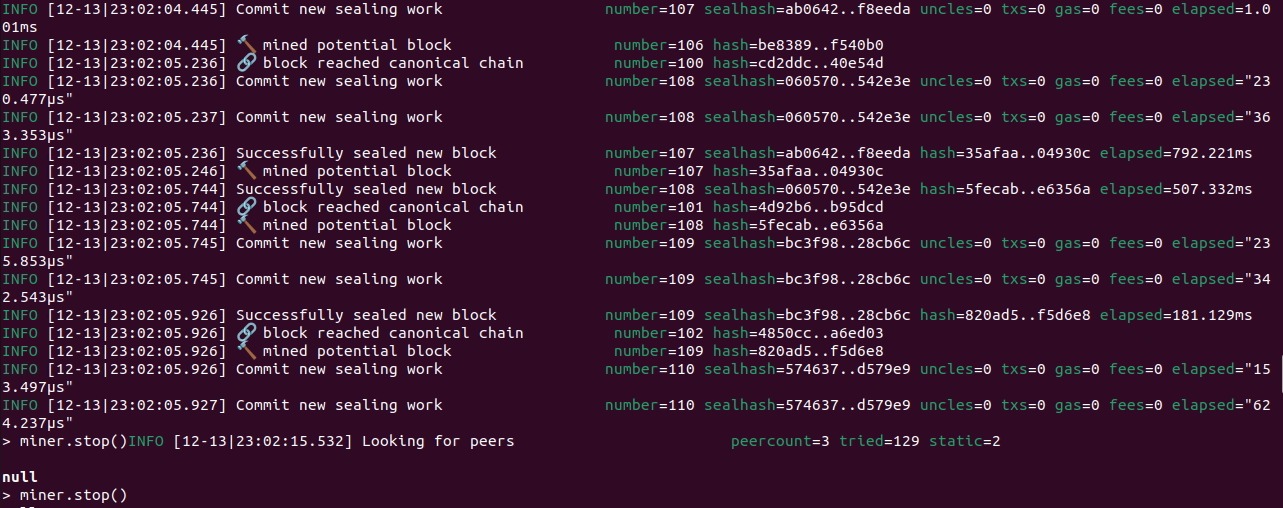 INFO [12-13|23:02:04.445] Commit new sealing work number=107 sealhash=ab0642..f8eeda uncles=0 txs=0 gas=0 fees=0 elapsed=1.0
01ms
INFO [12-13|23:02:04.445] 🔨 mined potential block number=106 hash=be8389..f540b0
INFO [12-13|23:02:05.236] 🔗 block reached canonical chain number=100 hash=cd2ddc..40e54d
INFO [12-13|23:02:05.236] Commit new sealing work number=108 sealhash=060570..542e3e uncles=0 txs=0 gas=0 fees=0 elapsed="23
0.477µs"
INFO [12-13|23:02:05.237] Commit new sealing work number=108 sealhash=060570..542e3e uncles=0 txs=0 gas=0 fees=0 elapsed="36
3.353µs"
INFO [12-13|23:02:05.236] Successfully sealed new block number=107 sealhash=ab0642..f8eeda hash=35afaa..04930c elapsed=792.221ms
INFO [12-13|23:02:05.246] 🔨 mined potential block number=107 hash=35afaa..04930c
INFO [12-13|23:02:05.744] Successfully sealed new block number=108 sealhash=060570..542e3e hash=5fecab..e6356a elapsed=507.332ms
INFO [12-13|23:02:05.744] 🔗 block reached canonical chain number=101 hash=4d92b6..b95dcd
INFO [12-13|23:02:05.744] 🔨 mined potential block number=108 hash=5fecab..e6356a
INFO [12-13|23:02:05.745] Commit new sealing work number=109 sealhash=bc3f98..28cb6c uncles=0 txs=0 gas=0 fees=0 elapsed="23
5.853µs"
INFO [12-13|23:02:05.745] Commit new sealing work number=109 sealhash=bc3f98..28cb6c uncles=0 txs=0 gas=0 fees=0 elapsed="34
2.543µs"
INFO [12-13|23:02:05.926] Successfully sealed new block number=109 sealhash=bc3f98..28cb6c hash=820ad5..f5d6e8 elapsed=181.129ms
INFO [12-13|23:02:05.926] 🔗 block reached canonical chain number=102 hash=4850cc..a6ed03
INFO [12-13|23:02:05.926] 🔨 mined potential block number=109 hash=820ad5..f5d6e8
INFO [12-13|23:02:05.926] Commit new sealing work number=110 sealhash=574637..d579e9 uncles=0 txs=0 gas=0 fees=0 elapsed="15
3.497µs"
INFO [12-13|23:02:05.927] Commit new sealing work number=110 sealhash=574637..d579e9 uncles=0 txs=0 gas=0 fees=0 elapsed="62
4.237µs"
> miner.stop()INFO [12-13|23:02:15.532] Looking for peers peercount=3 tried=129 static=2
null
> miner.stop()